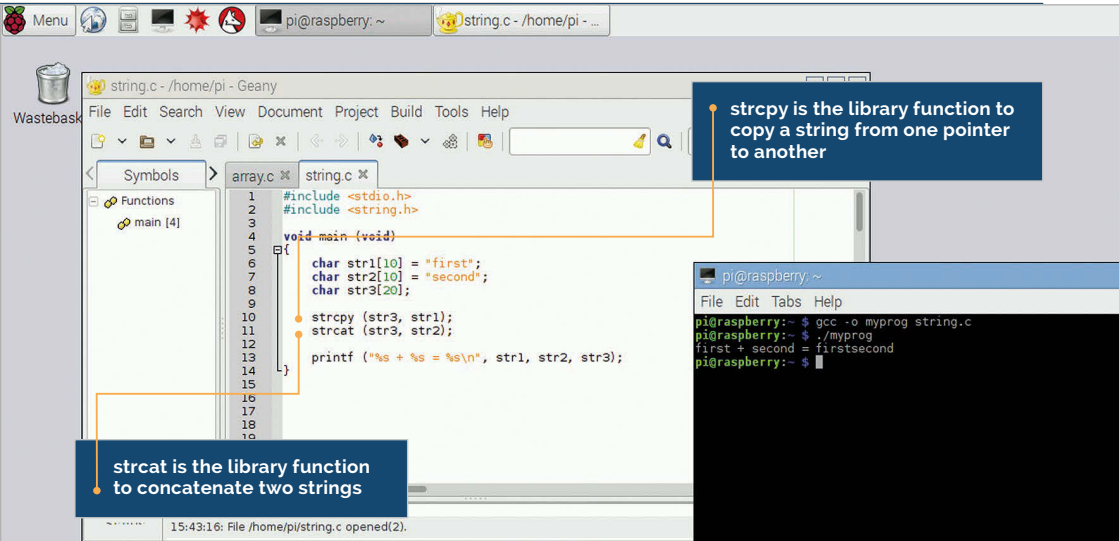 Menu
pi@raspberry: ~
string.c - /home/pi - ...
Wastebask
string.c - /home/pi - Geany
File Edit Search View Document Project Build Tools Help
strcpy is the library function to
copy a string from one pointer
to another
Symbols
array.c
string.c
Functions
main [4]
1 #include <stdio.h>
2 #include <string.h>
3
4 void main (void)
5 {
6 char str1[10] = "first";
7 char str2[10] = "second";
8 char str3[20];
9
10 strcpy (str3, str1);
11 strcat (str3, str2);
12
13 printf ("%s + %s = %s\n", str1, str2, str3);
14 }
15
16
17
18
19
strcat is the library function
to concatenate two strings
15:43:16: File /home/pi/string.c opened(2).
pi@raspberry: ~
File Edit Tabs Help
pi@raspberry:~ $ gcc -o myprog string.c
pi@raspberry:~ $ ./myprog
first + second = firstsecond
pi@raspberry:~ $